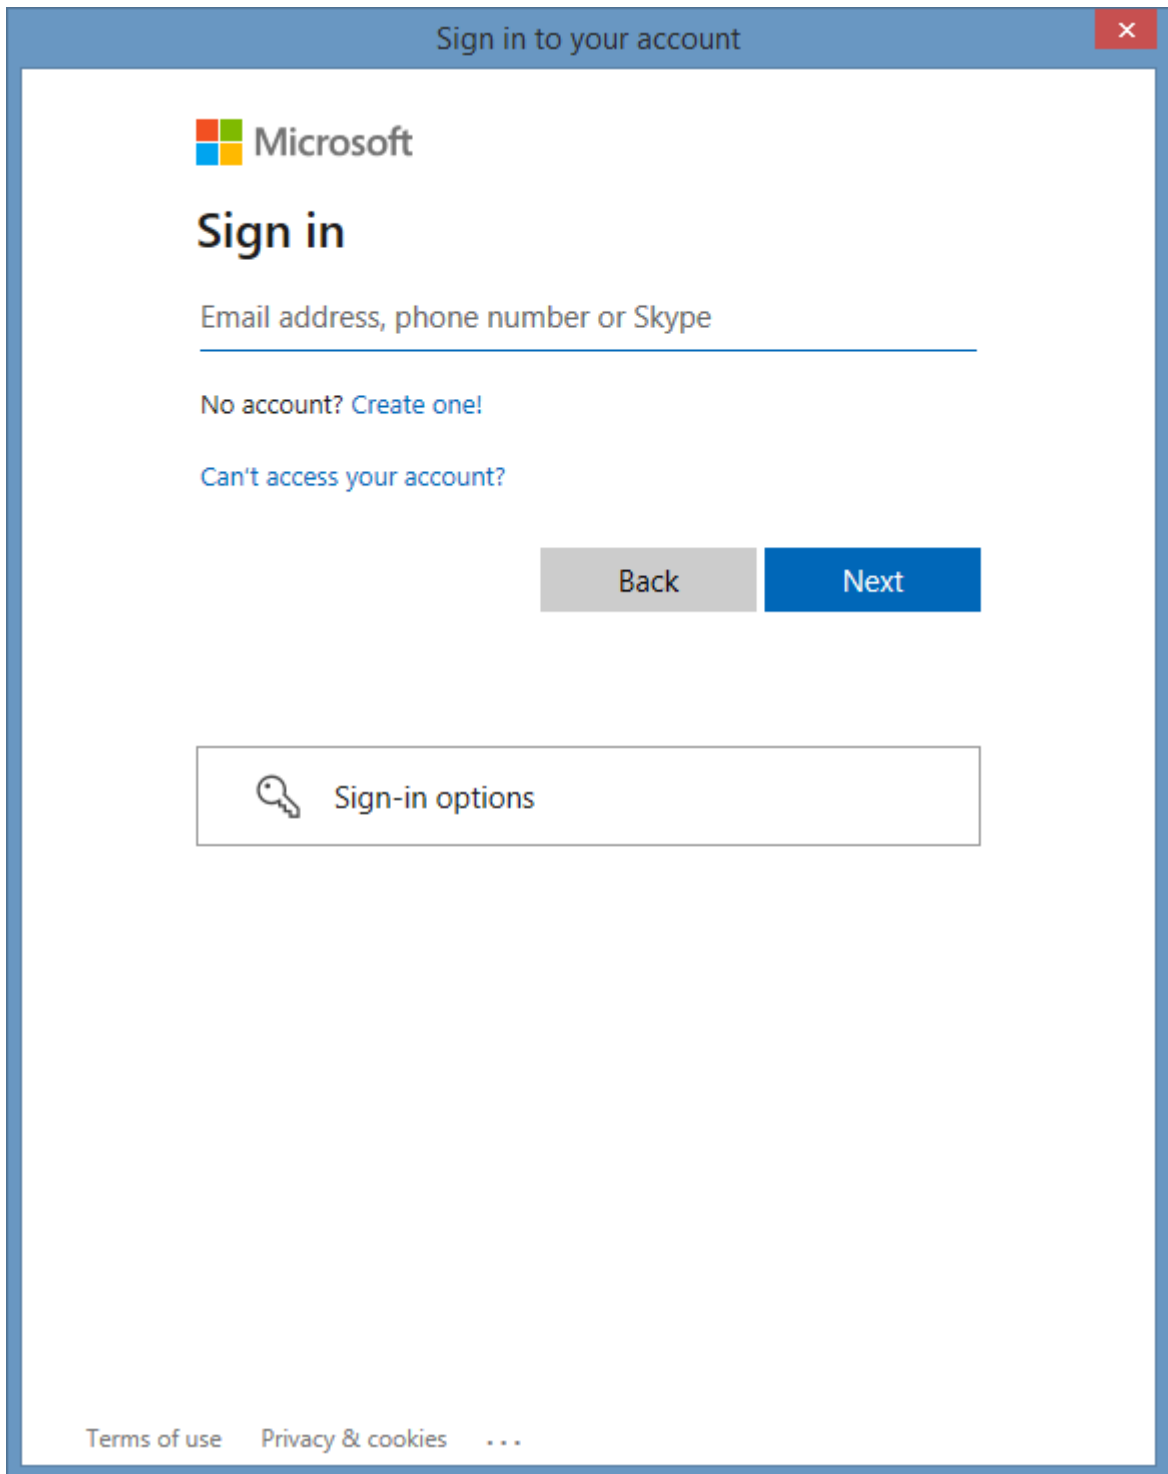 Sign in to your account
Microsoft
Sign in
Email address, phone number or Skype
No account? Create one!
Can't access your account?
Back Next
Sign-in options
Terms of use Privacy & cookies ...